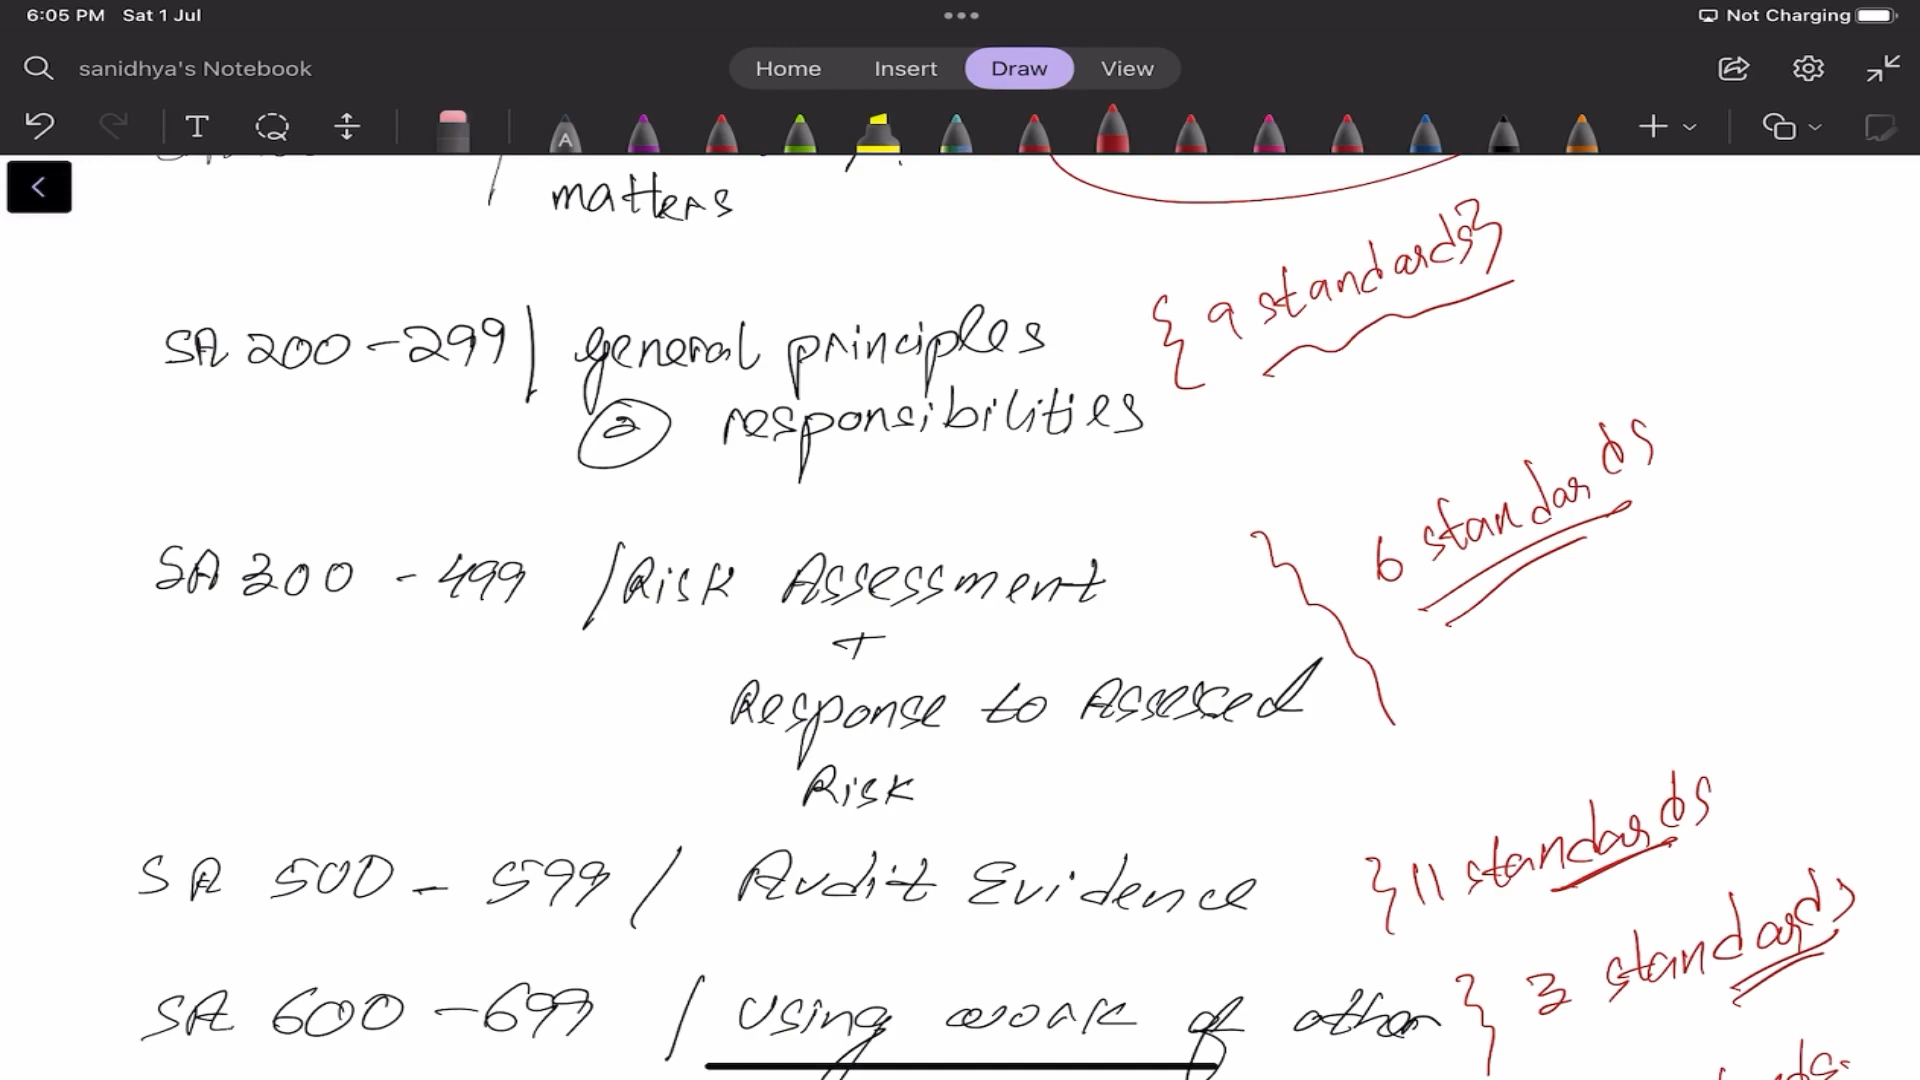 6:05 PM Sat 1 Jul
Not Charging
sanidhya's Notebook
Home Insert Draw View
T
A
matters
{ 9 standards }
SA 200 - 299 | general principles
responsibilities
6 standards
SA 300 - 499 / Risk Assessment
+
Response to Assessed
Risk
SA 500 - 599 / Audit Evidence } 11 standards
SA 600 - 699 / Using work of other } 3 standards